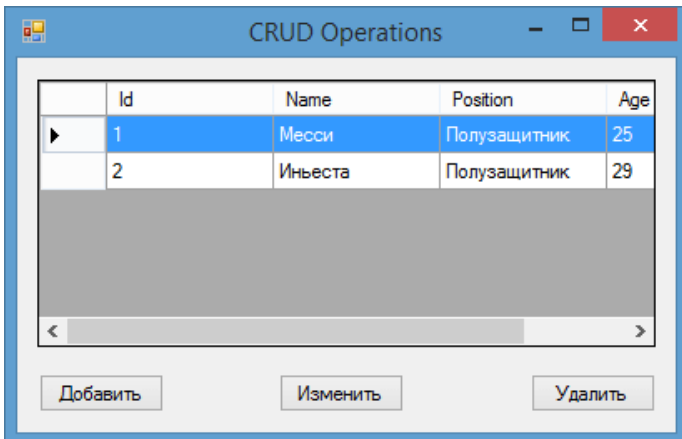 CRUD Operations
Id Name Position Age
1 Месси Полузащитник 25
2 Иньеста Полузащитник 29
Добавить Изменить Удалить